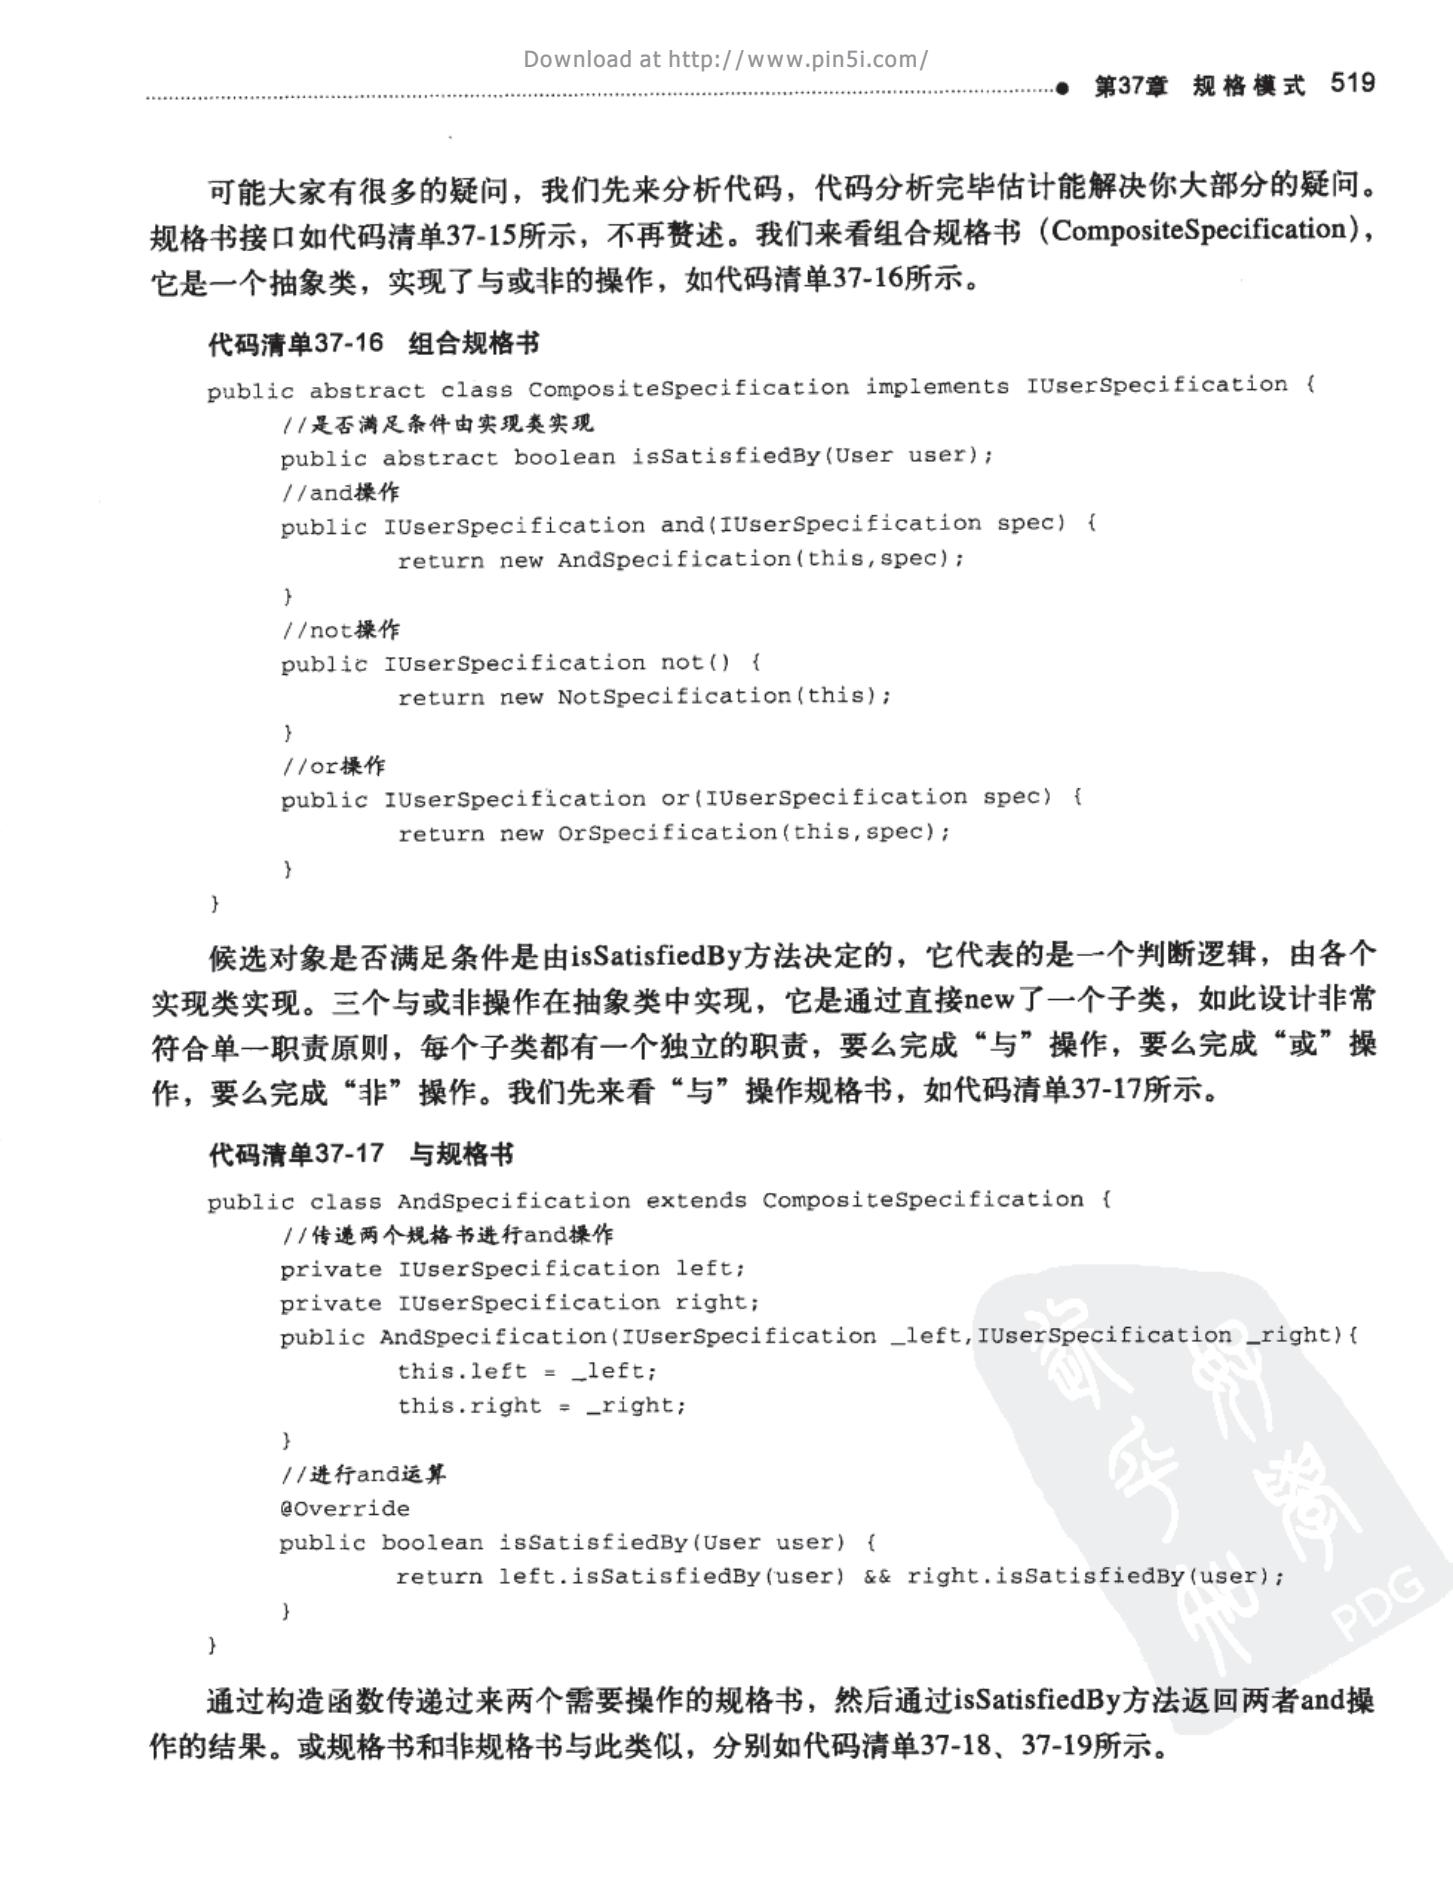 Download at http://www.pin5i.com/
第37章 规格模式 519
可能大家有很多的疑问，我们先来分析代码，代码分析完毕估计能解决你大部分的疑问。
规格书接口如代码清单37-15所示，不再赘述。我们来看组合规格书（CompositeSpecification），
它是一个抽象类，实现了与或非的操作，如代码清单37-16所示。
代码清单37-16 组合规格书
public abstract class CompositeSpecification implements IUserSpecification {
//是否满足条件由实现类实现
public abstract boolean isSatisfiedBy(User user);
//and操作
public IUserSpecification and(IUserSpecification spec) {
return new AndSpecification(this,spec);
}
//not操作
public IUserSpecification not() {
return new NotSpecification(this);
}
//or操作
public IUserSpecification or(IUserSpecification spec) {
return new OrSpecification(this,spec);
}
}
候选对象是否满足条件是由isSatisfiedBy方法决定的，它代表的是一个判断逻辑，由各个
实现类实现。三个与或非操作在抽象类中实现，它是通过直接new了一个子类，如此设计非常
符合单一职责原则，每个子类都有一个独立的职责，要么完成“与”操作，要么完成“或”操
作，要么完成“非”操作。我们先来看“与”操作规格书，如代码清单37-17所示。
代码清单37-17 与规格书
public class AndSpecification extends CompositeSpecification {
//传递两个规格书进行and操作
private IUserSpecification left;
private IUserSpecification right;
public AndSpecification(IUserSpecification _left,IUserSpecification _right){
this.left = _left;
this.right = _right;
}
//进行and运算
@Override
public boolean isSatisfiedBy(User user) {
return left.isSatisfiedBy(user) && right.isSatisfiedBy(user);
}
}
通过构造函数传递过来两个需要操作的规格书，然后通过isSatisfiedBy方法返回两者and操
作的结果。或规格书和非规格书与此类似，分别如代码清单37-18、37-19所示。
PDG